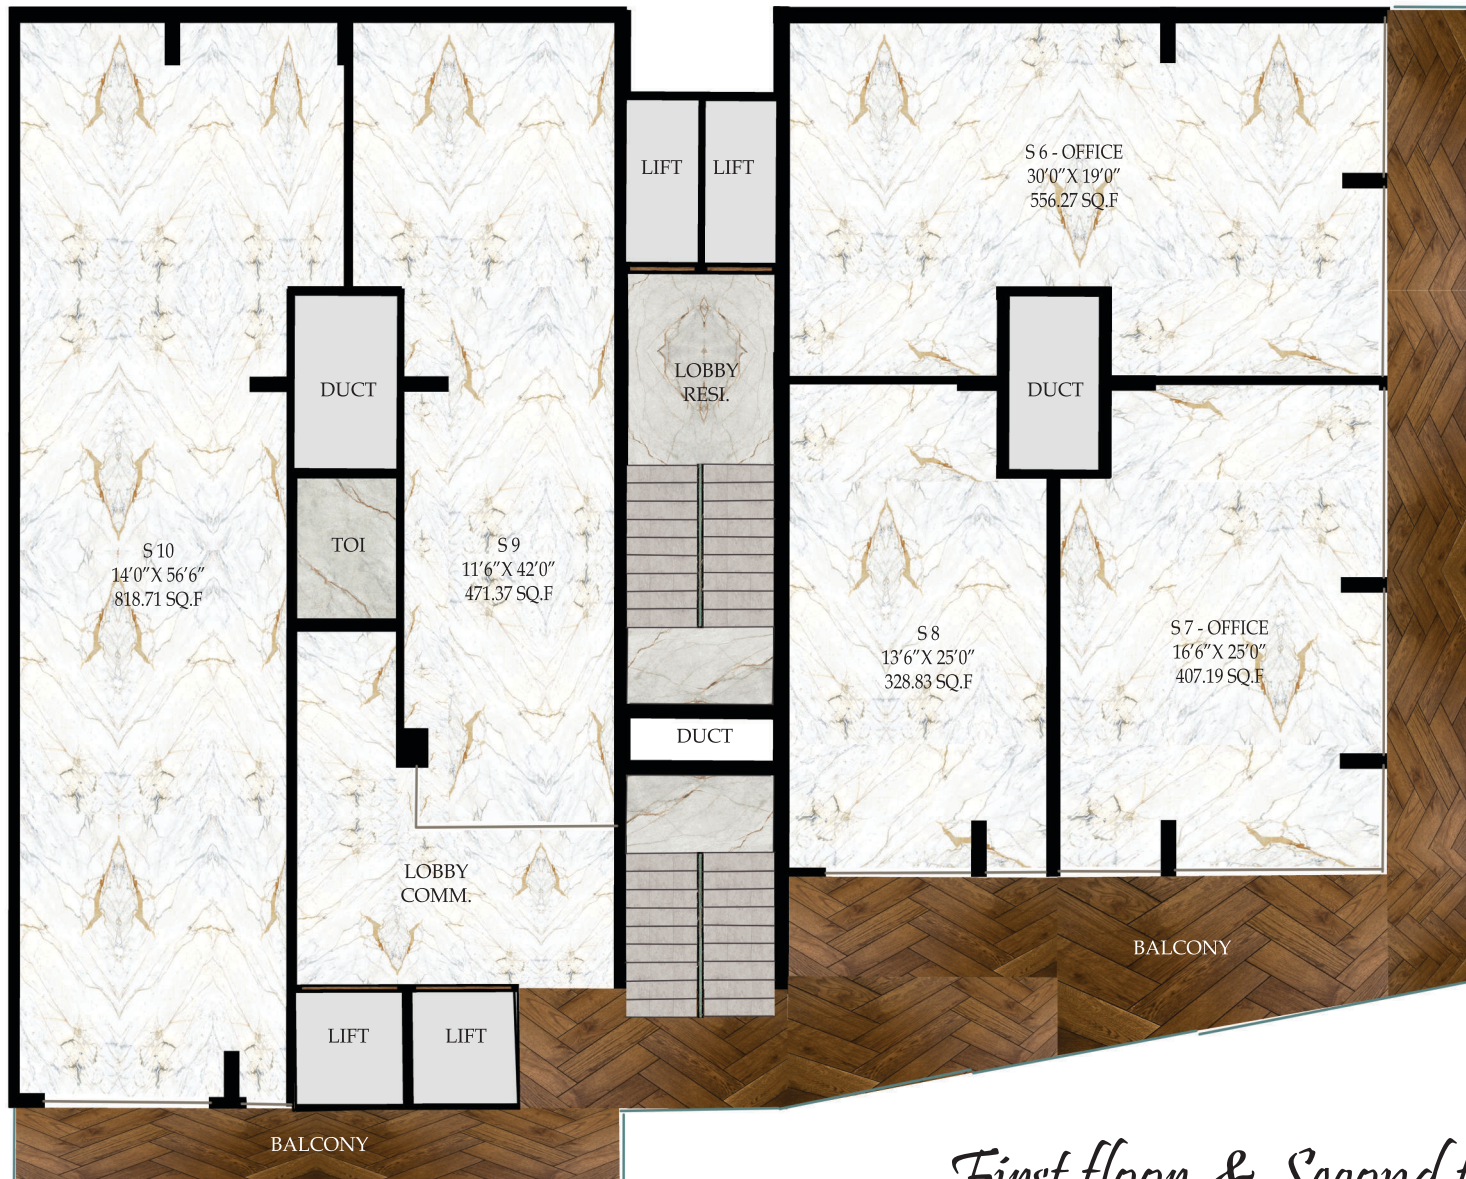 LIFT
LIFT
S 6 - OFFICE
30'0"X 19'0"
556.27 SQ.F
LOBBY
RESI.
DUCT
DUCT
TOI
S 10
14'0"X 56'6"
818.71 SQ.F
S 9
11'6"X 42'0"
471.37 SQ.F
S 8
13'6"X 25'0"
328.83 SQ.F
S 7 - OFFICE
16'6"X 25'0"
407.19 SQ.F
DUCT
LOBBY
COMM.
BALCONY
LIFT
LIFT
BALCONY
First floor & Second